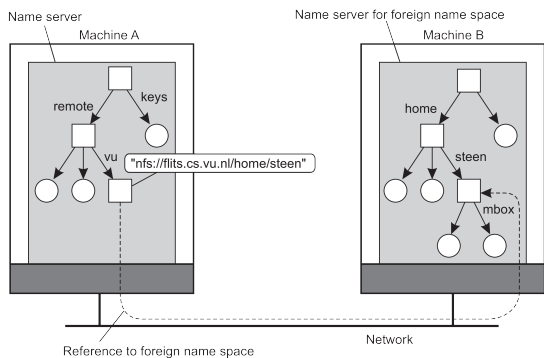 Name server
Name server for foreign name space
Machine A
Machine B
keys
remote
home
vu
"nfs://flits.cs.vu.nl/home/steen"
steen
mbox
Network
Reference to foreign name space